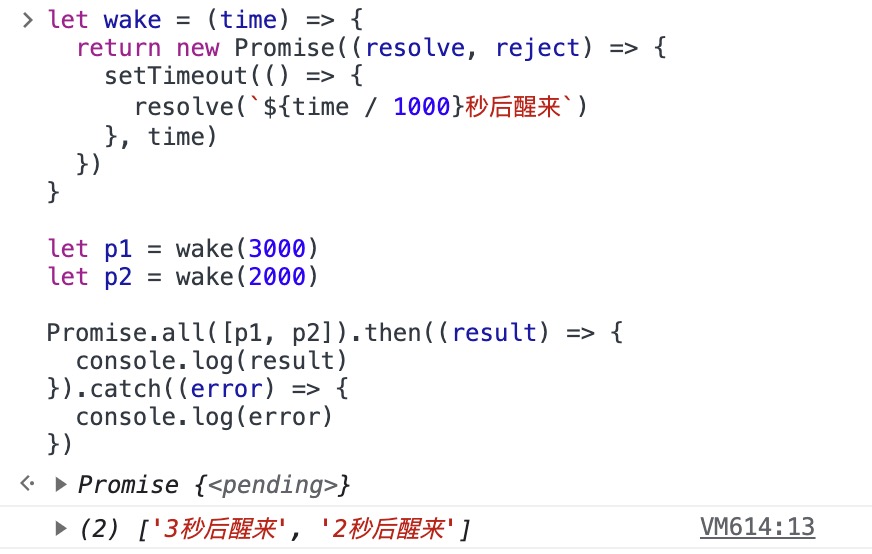 let wake = (time) => {
  return new Promise((resolve, reject) => {
    setTimeout(() => {
      resolve(`${time / 1000}秒后醒来`)
    }, time)
  })
}
let p1 = wake(3000)
let p2 = wake(2000)
Promise.all([p1, p2]).then((result) => {
  console.log(result)
}).catch((error) => {
  console.log(error)
})
Promise {<pending>}
(2) ['3秒后醒来', '2秒后醒来'] VM614:13